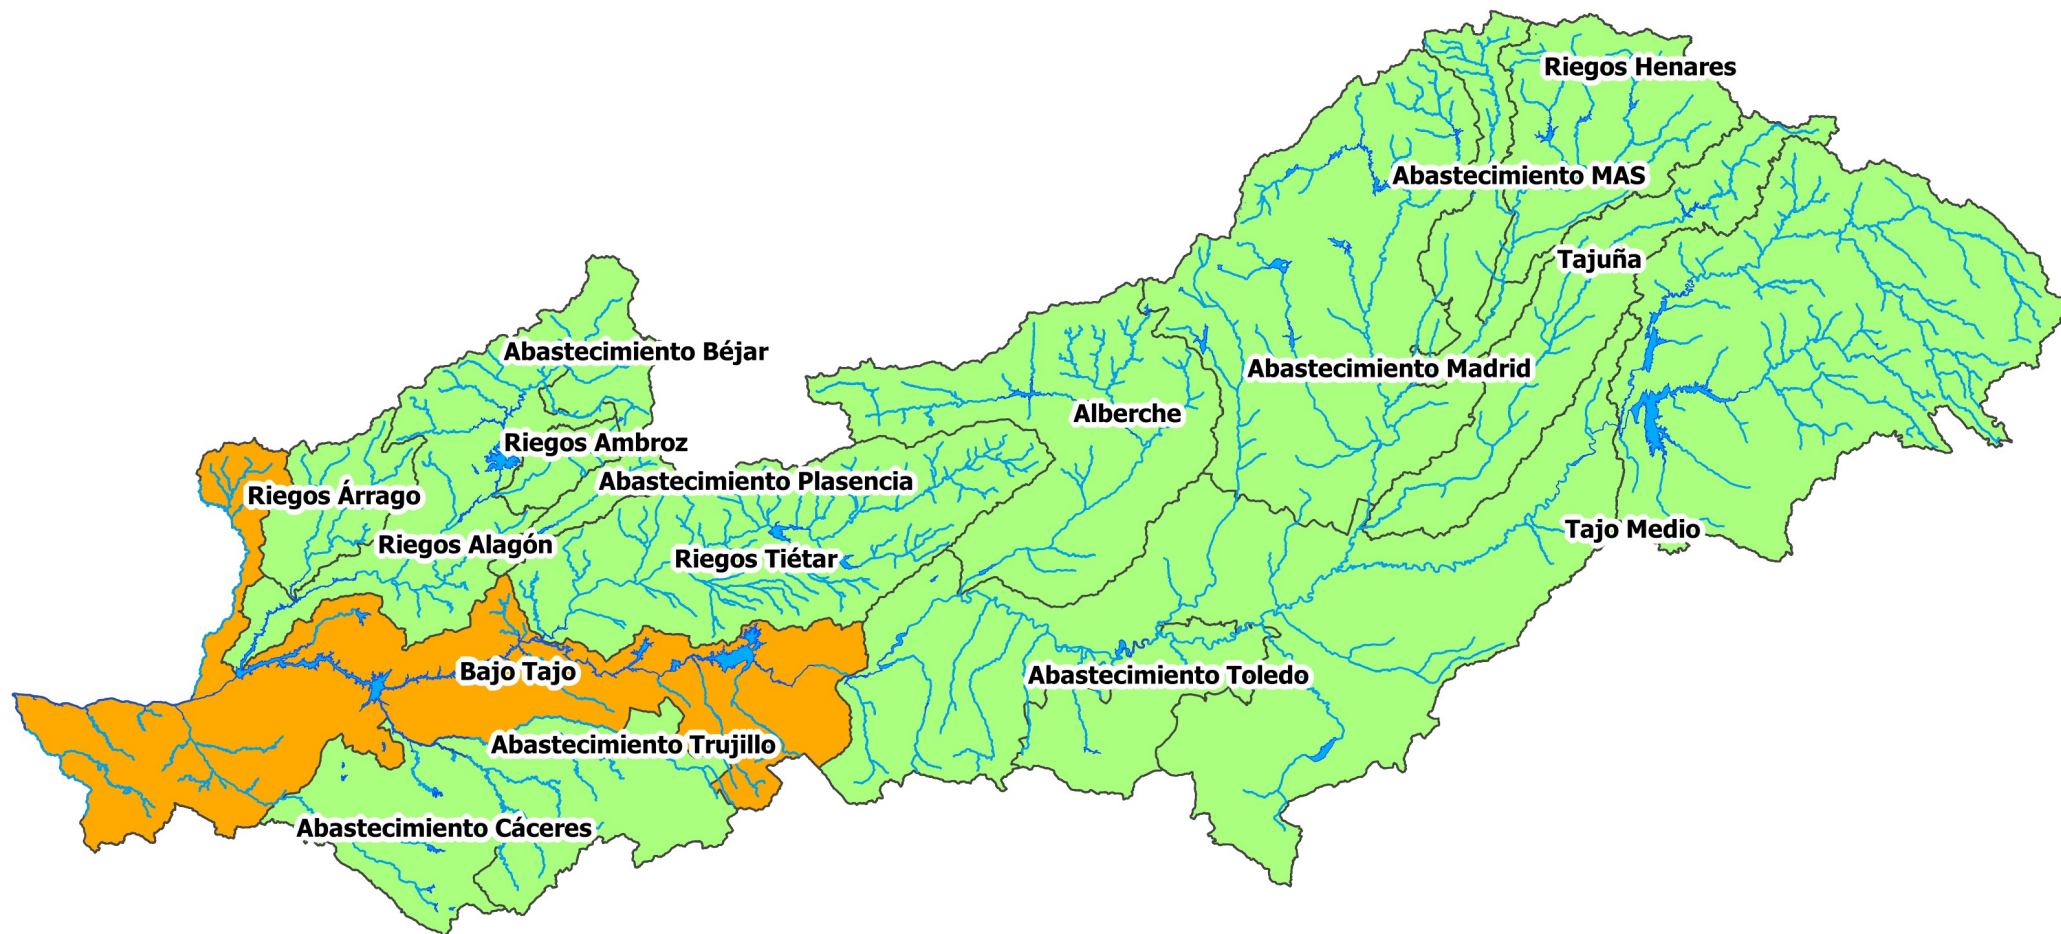 Riegos Henares
Abastecimiento MAS
Tajuña
Abastecimiento Béjar
Abastecimiento Madrid
Alberche
Riegos Ambroz
Abastecimiento Plasencia
Riegos Árrago
Tajo Medio
Riegos Alagón
Riegos Tiétar
Bajo Tajo
Abastecimiento Toledo
Abastecimiento Trujillo
Abastecimiento Cáceres